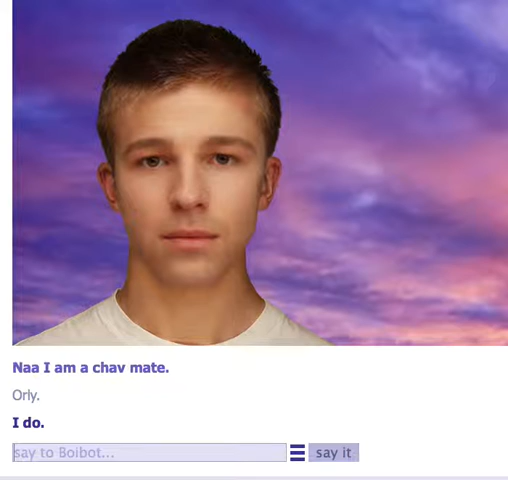 Naa I am a chav mate.
Orly.
I do.
say to Boibot...
say it